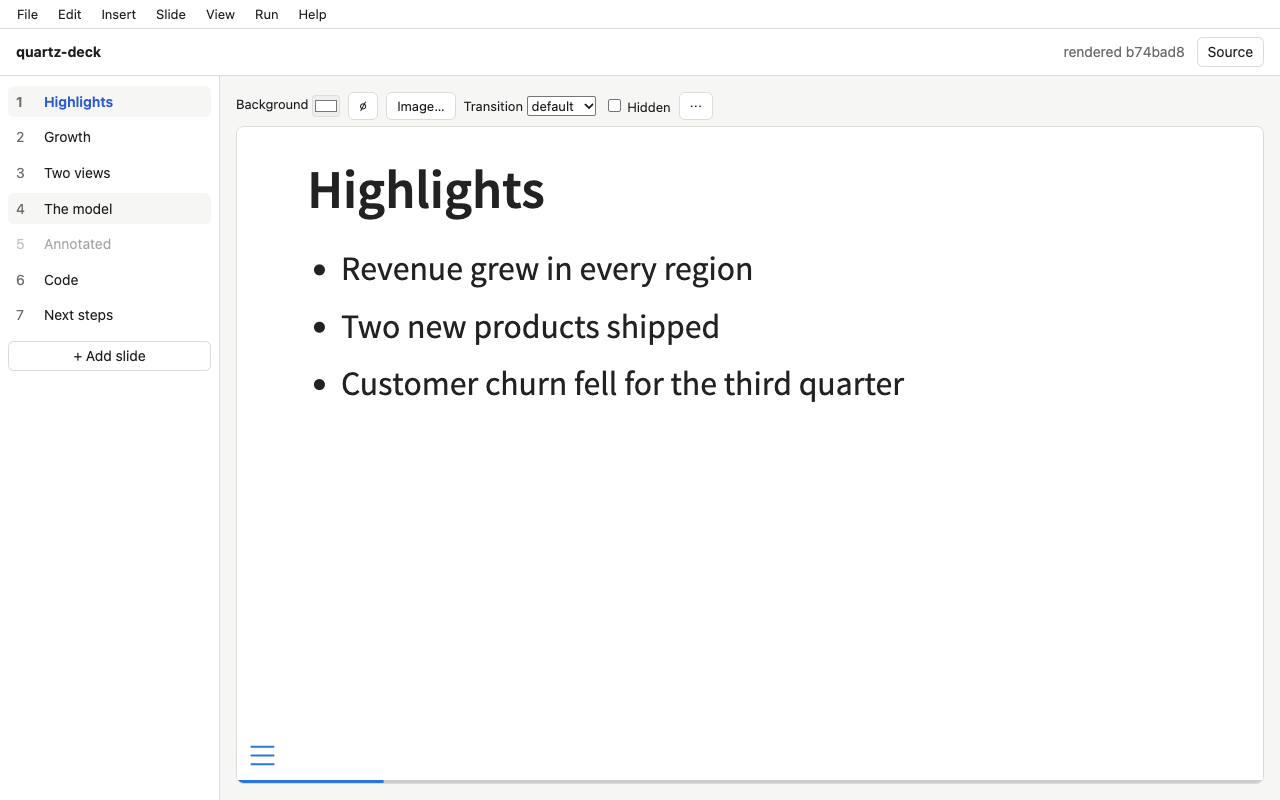 File Edit Insert Slide View Run Help
quartz-deck
rendered b74bad8 Source
1 Highlights
2 Growth
3 Two views
4 The model
5 Annotated
6 Code
7 Next steps
+ Add slide
Background ∅ Image... Transition default Hidden ...
Highlights
• Revenue grew in every region
• Two new products shipped
• Customer churn fell for the third quarter